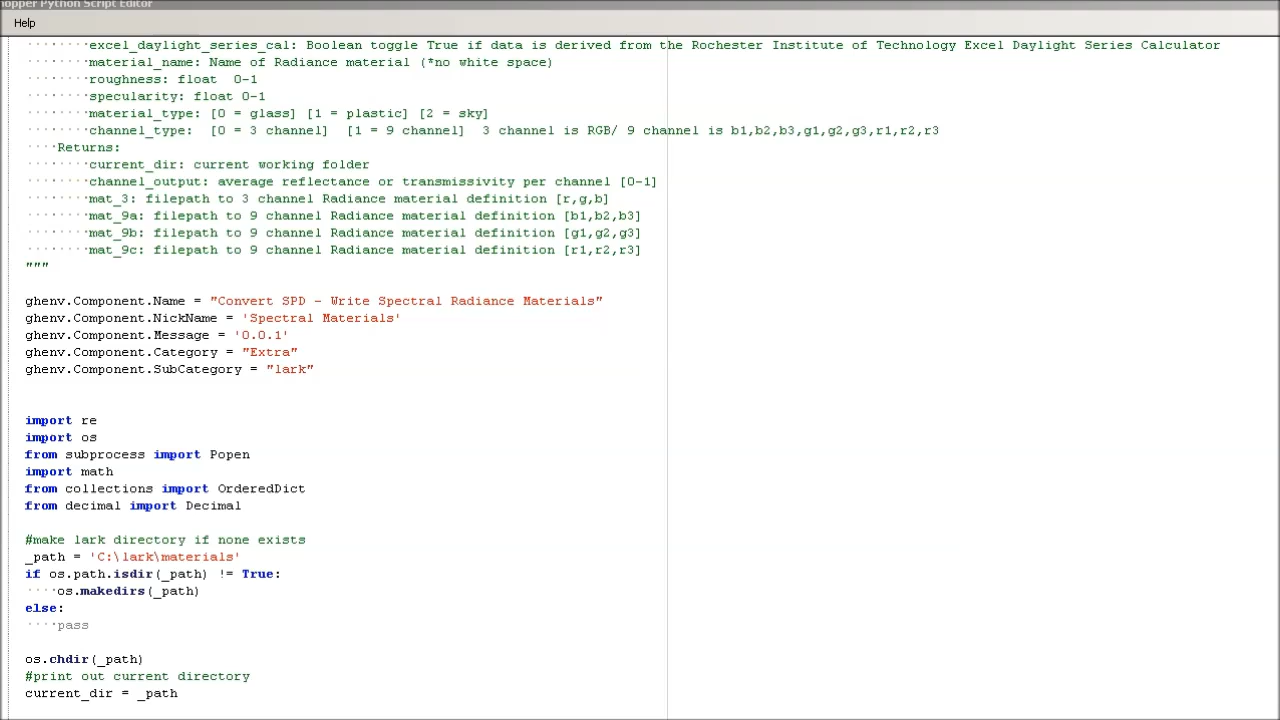 hopper Python Script Editor
Help
excel_daylight_series_cal: Boolean toggle True if data is derived from the Rochester Institute of Technology Excel Daylight Series Calculator
material_name: Name of Radiance material (*no white space)
roughness: float  0-1
specularity: float 0-1
material_type: [0 = glass] [1 = plastic] [2 = sky]
channel_type:  [0 = 3 channel]  [1 = 9 channel]  3 channel is RGB/ 9 channel is b1,b2,b3,g1,g2,g3,r1,r2,r3
Returns:
current_dir: current working folder
channel_output: average reflectance or transmissivity per channel [0-1]
mat_3: filepath to 3 channel Radiance material definition [r,g,b]
mat_9a: filepath to 9 channel Radiance material definition [b1,b2,b3]
mat_9b: filepath to 9 channel Radiance material definition [g1,g2,g3]
mat_9c: filepath to 9 channel Radiance material definition [r1,r2,r3]
"""
ghenv.Component.Name = "Convert SPD - Write Spectral Radiance Materials"
ghenv.Component.NickName = 'Spectral Materials'
ghenv.Component.Message = '0.0.1'
ghenv.Component.Category = "Extra"
ghenv.Component.SubCategory = "lark"
import re
import os
from subprocess import Popen
import math
from collections import OrderedDict
from decimal import Decimal
#make lark directory if none exists
_path = 'C:\lark\materials'
if os.path.isdir(_path) != True:
os.makedirs(_path)
else:
pass
os.chdir(_path)
#print out current directory
current_dir = _path